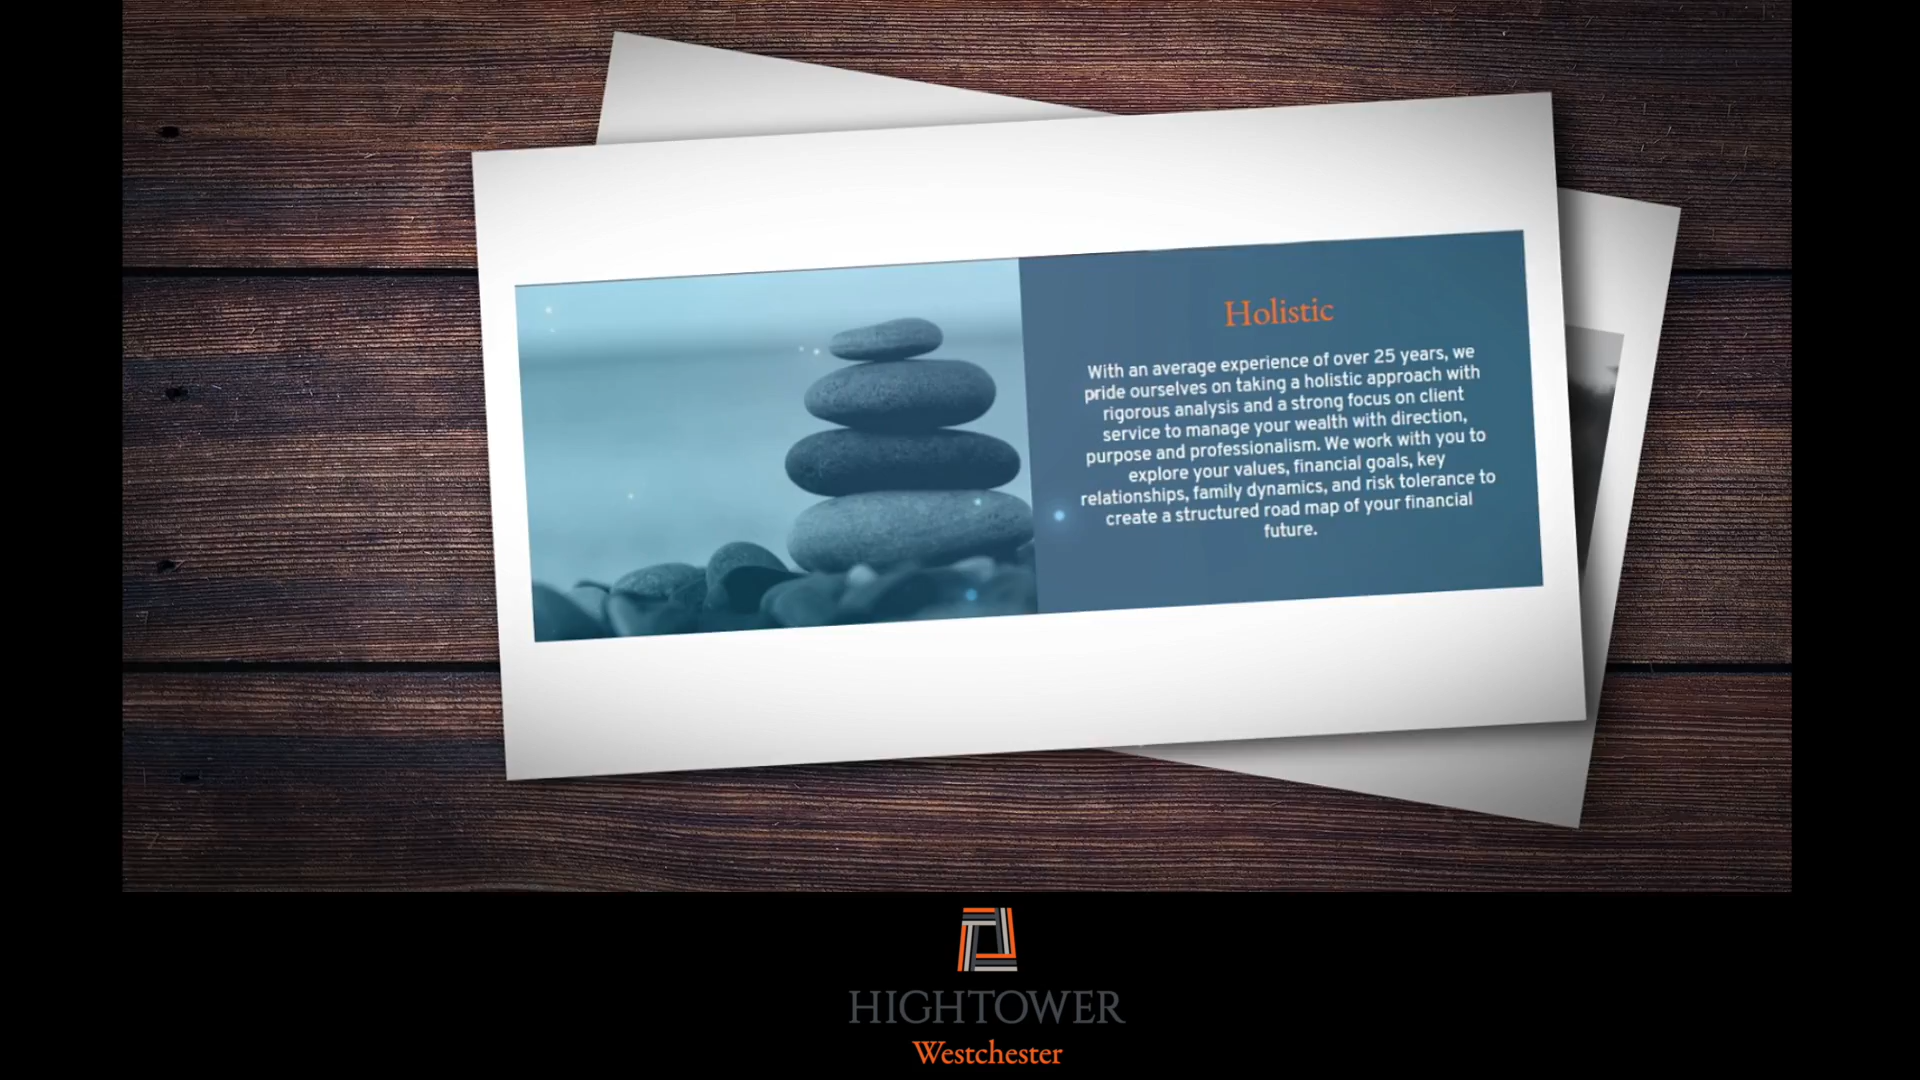 Holistic
With an average experience of over 25 years, we
pride ourselves on taking a holistic approach with
rigorous analysis and a strong focus on client
service to manage your wealth with direction,
purpose and professionalism. We work with you to
explore your values, financial goals, key
relationships, family dynamics, and risk tolerance to
create a structured road map of your financial
future.
HIGHTOWER
Westchester